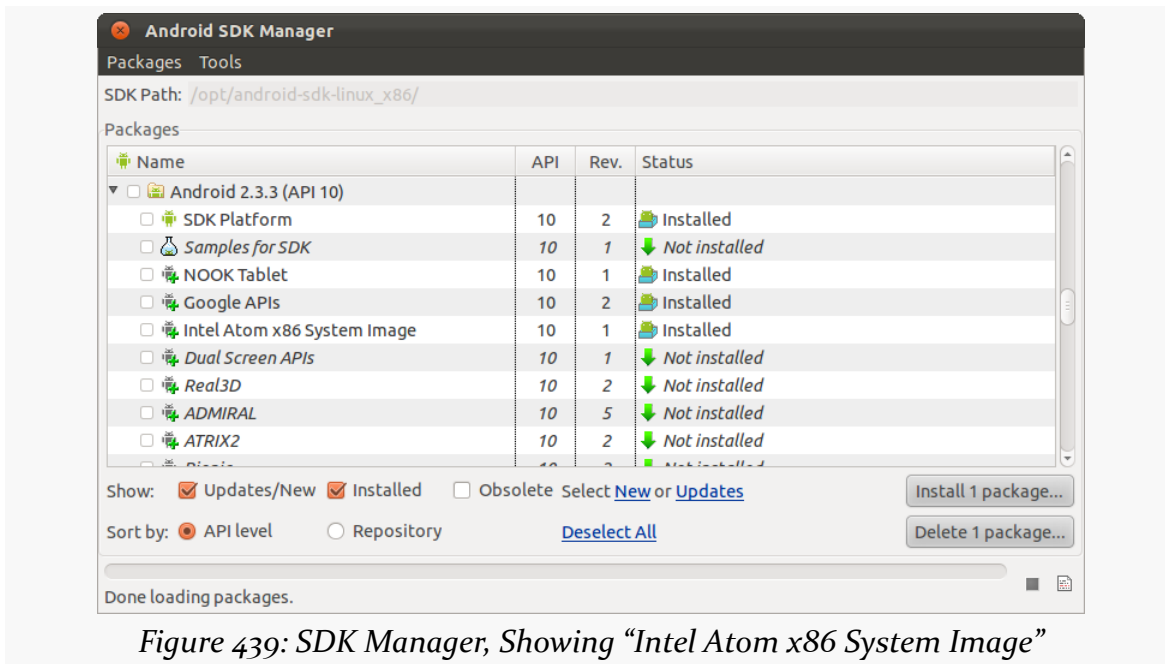 Android SDK Manager
Packages Tools
SDK Path: /opt/android-sdk-linux_x86/
Packages
Name API Rev. Status
Android 2.3.3 (API 10)
SDK Platform 10 2 Installed
Samples for SDK 10 1 Not installed
NOOK Tablet 10 1 Installed
Google APIs 10 2 Installed
Intel Atom x86 System Image 10 1 Installed
Dual Screen APIs 10 1 Not installed
Real3D 10 2 Not installed
ADMIRAL 10 5 Not installed
ATRIX2 10 2 Not installed
Show: Updates/New Installed Obsolete Select New or Updates Install 1 package...
Sort by: API level Repository Deselect All Delete 1 package...
Done loading packages.
Figure 439: SDK Manager, Showing “Intel Atom x86 System Image”